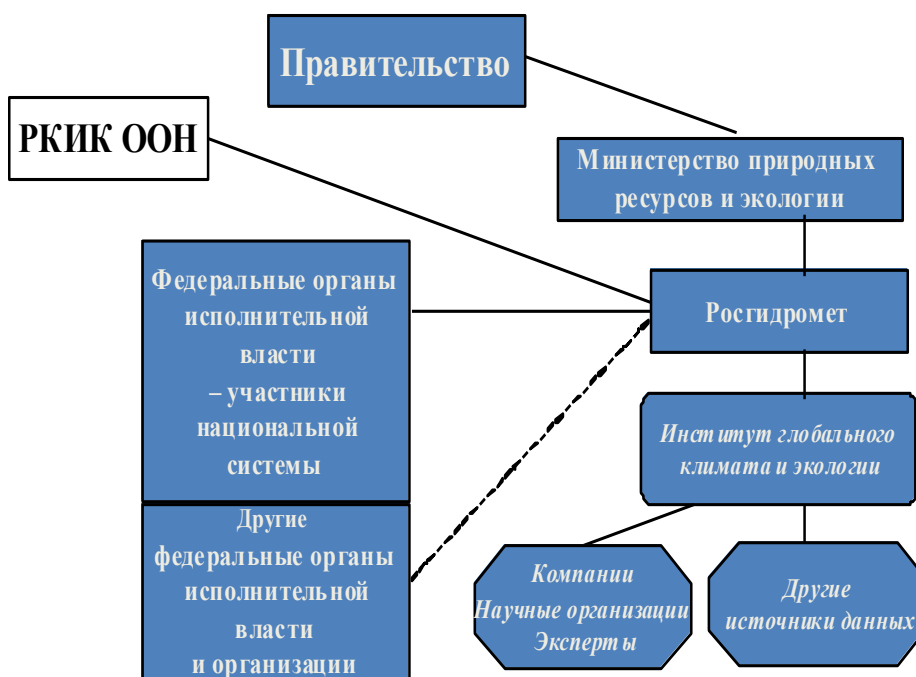 Правительство
РКИК ООН
Министерство природных
ресурсов и экологии
Федеральные органы
исполнительной
власти
– участники
национальной
системы
Росгидромет
Институт глобального
климата и экологии
Другие
федеральные органы
исполнительной
власти
и организации
Компании
Научные организации
Эксперты
Другие
источники данных